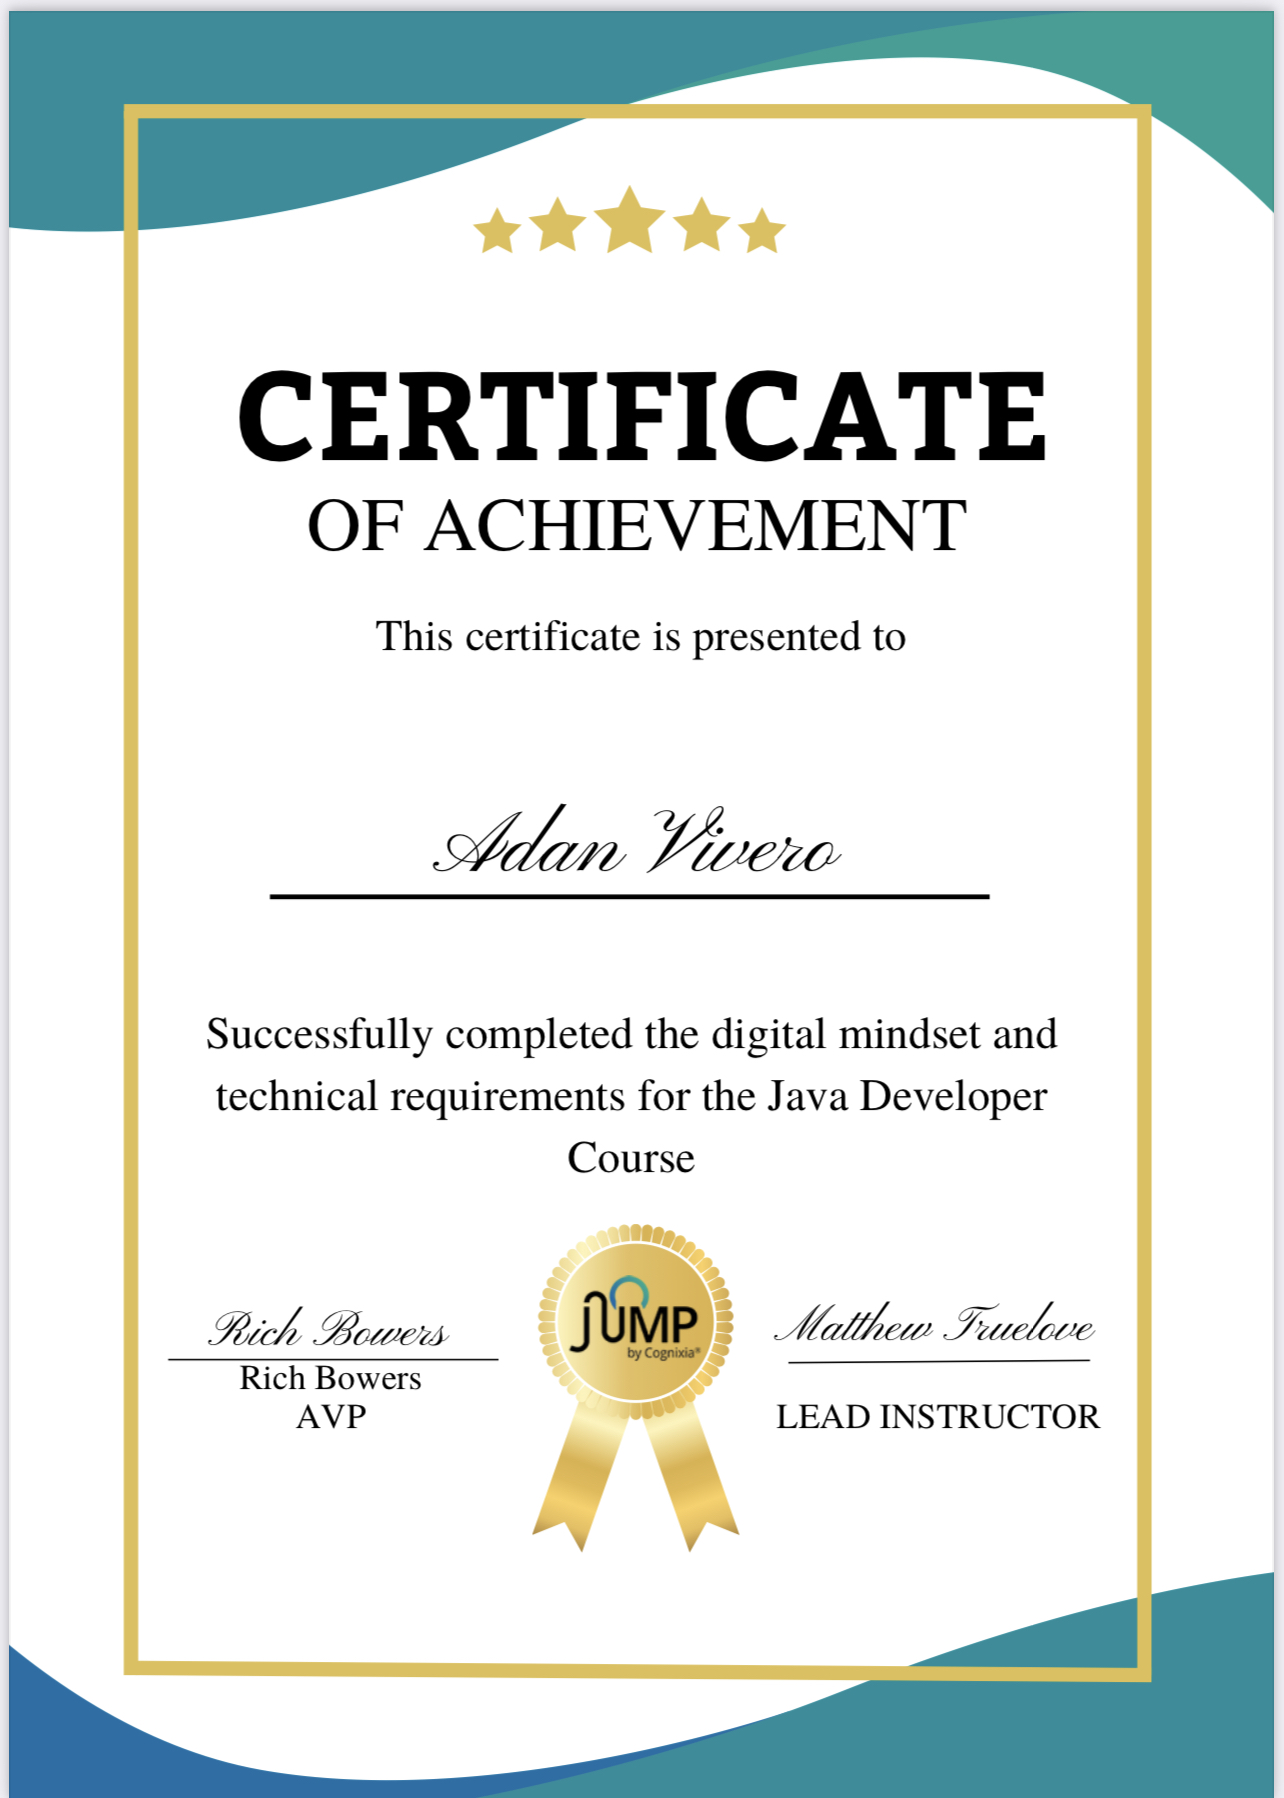 CERTIFICATE
OF ACHIEVEMENT
This certificate is presented to
Adan Vivero
Successfully completed the digital mindset and
technical requirements for the Java Developer
Course
Rich Bowers
Rich Bowers
AVP
JUMP
by Cognixia®
Matthew Truelove
LEAD INSTRUCTOR